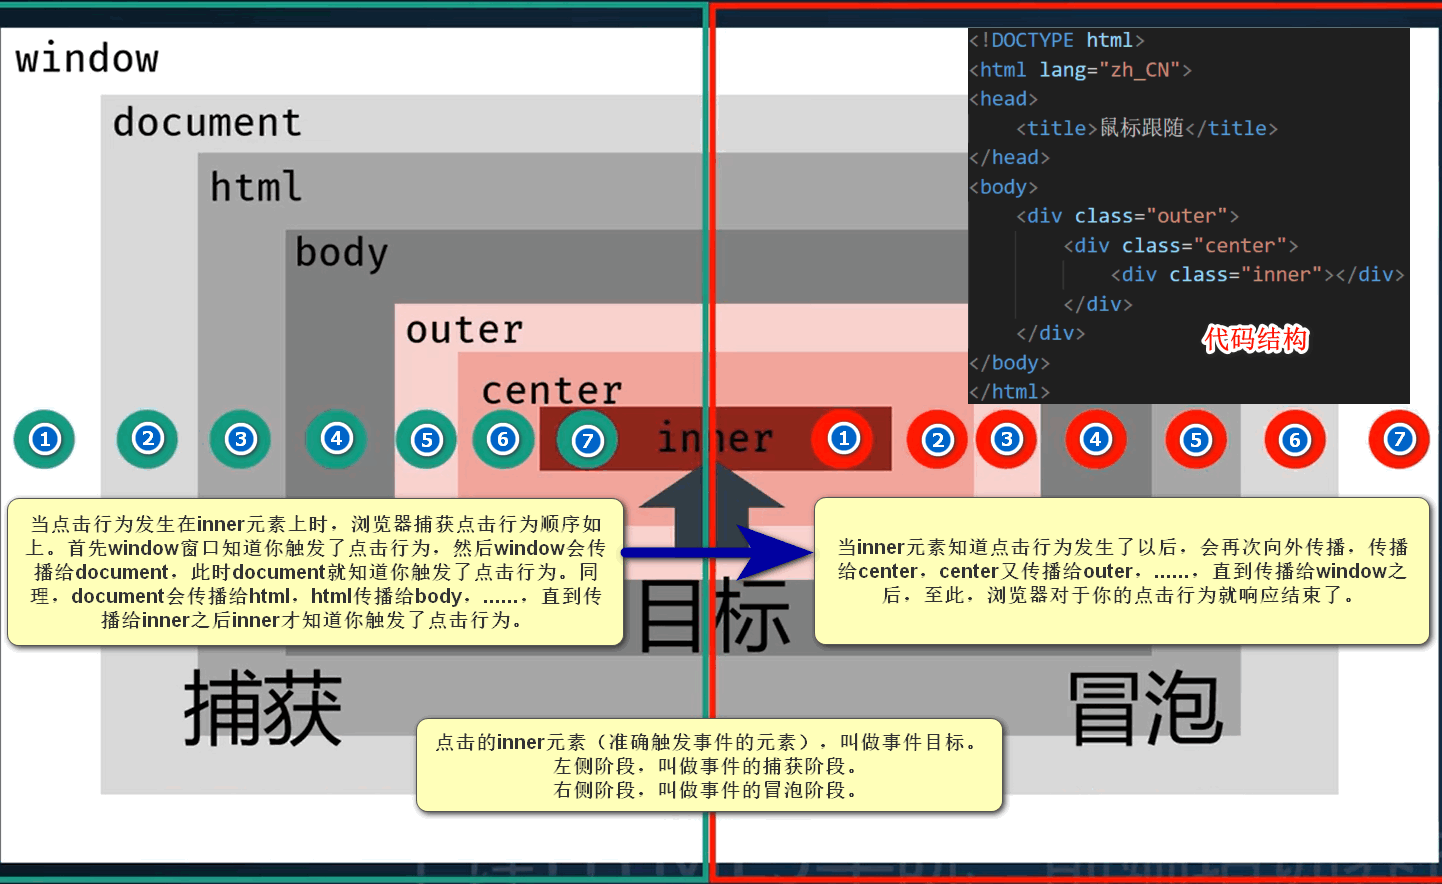 window
document
html
body
outer
center
inner
<!DOCTYPE html>
<html lang="zh_CN">
<head>
<title>鼠标跟随</title>
</head>
<body>
<div class="outer">
<div class="center">
<div class="inner"></div>
</div>
</div>
</body>
</html>
代码结构
1 2 3 4 5 6 7 1 2 3 4 5 6 7
当点击行为发生在inner元素上时，浏览器捕获点击行为顺序如
上。首先window窗口知道你触发了点击行为，然后window会传
播给document，此时document就知道你触发了点击行为。同
理，document会传播给html，html传播给body，......，直到传
播给inner之后inner才知道你触发了点击行为。
当inner元素知道点击行为发生了以后，会再次向外传播，传播
给center，center又传播给outer，......，直到传播给window之
后，至此，浏览器对于你的点击行为就响应结束了。
目标
捕获
冒泡
点击的inner元素（准确触发事件的元素），叫做事件目标。
左侧阶段，叫做事件的捕获阶段。
右侧阶段，叫做事件的冒泡阶段。